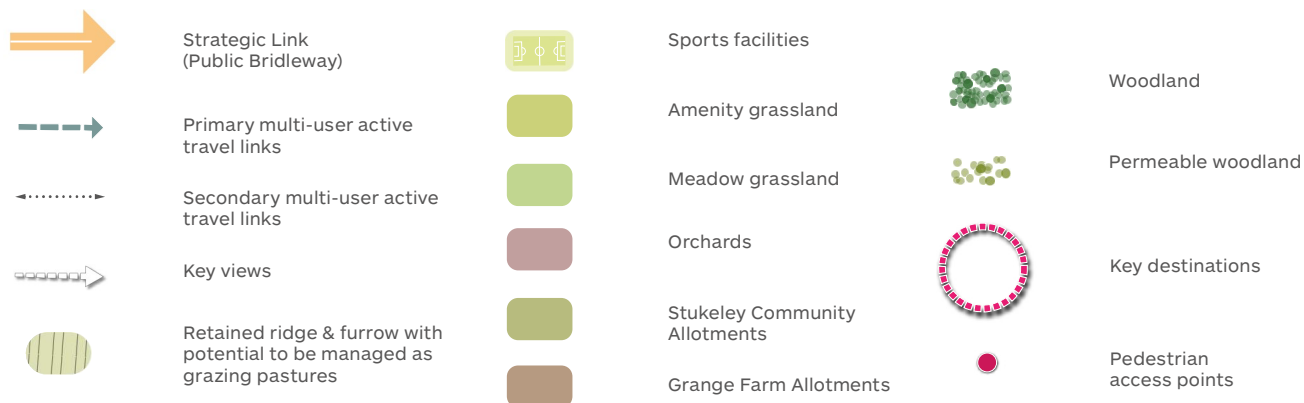 Strategic Link
(Public Bridleway)
Primary multi-user active
travel links
Secondary multi-user active
travel links
Key views
Retained ridge & furrow with
potential to be managed as
grazing pastures
Sports facilities
Amenity grassland
Meadow grassland
Orchards
Stukeley Community
Allotments
Grange Farm Allotments
Woodland
Permeable woodland
Key destinations
Pedestrian
access points